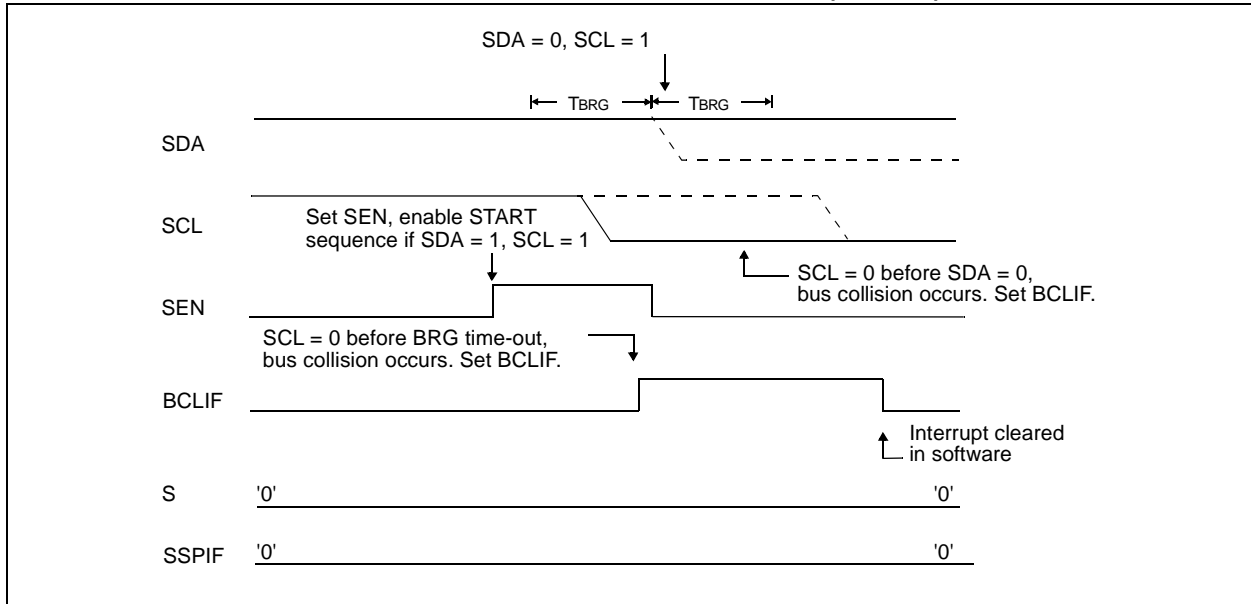 SDA = 0, SCL = 1
TBRG TBRG
SDA
SCL
Set SEN, enable START
sequence if SDA = 1, SCL = 1
SCL = 0 before SDA = 0,
bus collision occurs. Set BCLIF.
SEN
SCL = 0 before BRG time-out,
bus collision occurs. Set BCLIF.
BCLIF
Interrupt cleared
in software
S '0' '0'
SSPIF '0' '0'